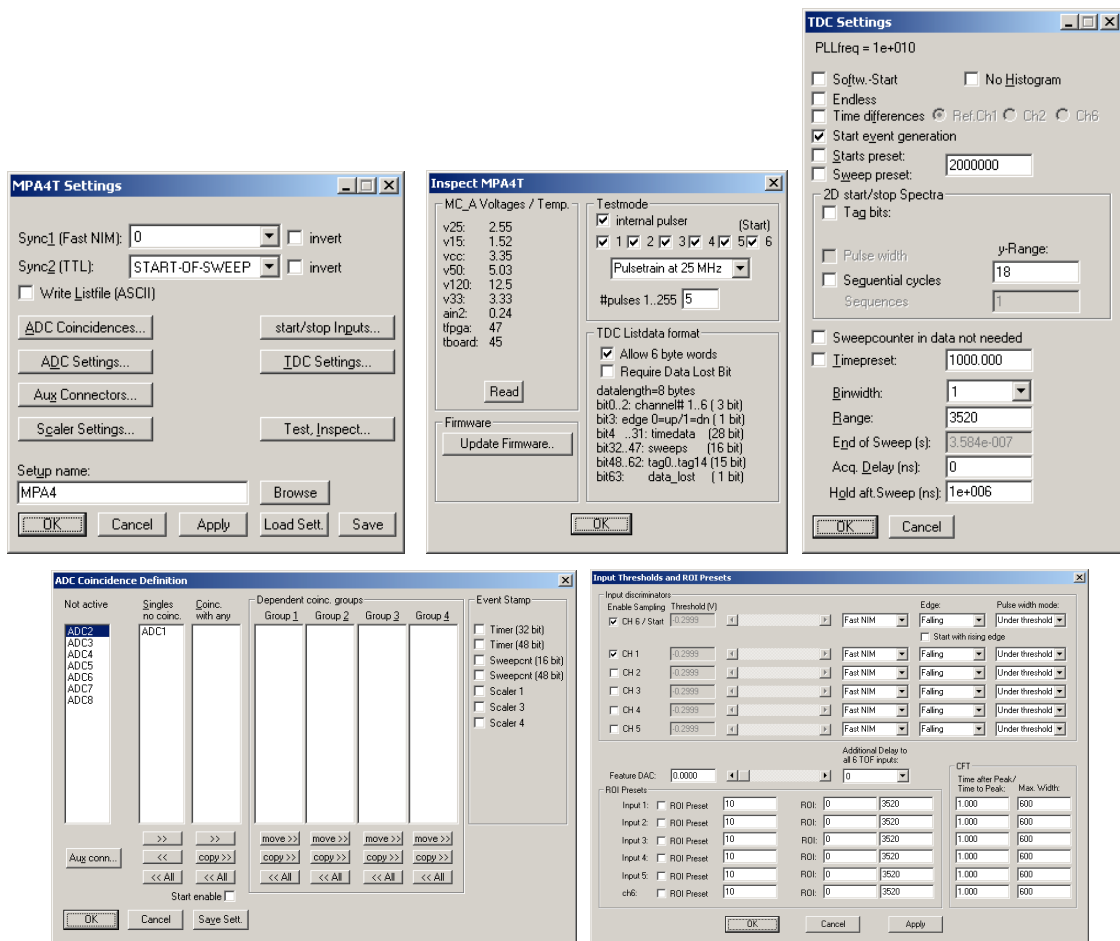 MPA4T Settings
Sync1 (Fast NIM): 0 invert
Sync2 (TTL): START-OF-SWEEP invert
Write Listfile (ASCII)
ADC Coincidences... start/stop Inputs...
ADC Settings... TDC Settings...
Aux Connectors...
Scaler Settings... Test, Inspect...
Setup name:
MPA4 Browse
OK Cancel Apply Load Sett. Save
Inspect MPA4T
MC_A Voltages / Temp.
v25: 2.55
v15: 1.52
vcc: 3.35
v50: 5.03
v120: 12.5
v33: 3.33
ain2: 0.24
tfpga: 47
tboard: 45
Read
Firmware
Update Firmware..
Testmode
internal pulser (Start)
1 2 3 4 5 6
Pulsetrain at 25 MHz
#pulses 1..255 5
TDC Listdata format
Allow 6 byte words
Require Data Lost Bit
datalength=8 bytes
bit0..2: channel# 1..6 ( 3 bit)
bit3: edge 0=up/1=dn ( 1 bit)
bit4 ..31: timedata (28 bit)
bit32..47: sweeps (16 bit)
bit48..62: tag0..tag14 (15 bit)
bit63: data_lost ( 1 bit)
OK
TDC Settings
PLLfreq = 1e+010
Softw.-Start No Histogram
Endless
Time differences Ref.Ch1 Ch2 Ch6
Start event generation
Starts preset: 2000000
Sweep preset:
2D start/stop Spectra
Tag bits:
Pulse width y-Range:
Sequential cycles 18
Sequences 1
Sweepcounter in data not needed
Timepreset: 1000.000
Binwidth: 1
Range: 3520
End of Sweep (s): 3.584e-007
Acq. Delay (ns): 0
Hold aft.Sweep (ns): 1e+006
OK Cancel
ADC Coincidence Definition
Not active
ADC2
ADC3
ADC4
ADC5
ADC6
ADC7
ADC8
Aux conn...
Singles no coinc.
ADC1
>>
<<
<< All
Coinc. with any
>>
copy >>
<< All
Start enable
Dependent coinc. groups
Group 1 Group 2 Group 3 Group 4
move >> move >> move >> move >>
copy >> copy >> copy >> copy >>
<< All << All << All << All
Event Stamp
Timer (32 bit)
Timer (48 bit)
Sweepcnt (16 bit)
Sweepcnt (48 bit)
Scaler 1
Scaler 3
Scaler 4
OK Cancel Save Sett.
Input Thresholds and ROI Presets
Input discriminators
Enable Sampling Threshold (V) Edge: Pulse width mode:
CH 6 / Start -0.2999 Fast NIM Falling Under threshold
Start with rising edge
CH 1 -0.2999 Fast NIM Falling Under threshold
CH 2 -0.2999 Fast NIM Falling Under threshold
CH 3 -0.2999 Fast NIM Falling Under threshold
CH 4 -0.2999 Fast NIM Falling Under threshold
CH 5 -0.2999 Fast NIM Falling Under threshold
Additional Delay to
all 6 TOF inputs:
Feature DAC: 0.0000 0
CFT
Time after Peak/
Time to Peak: Max. Width:
ROI Presets
Input 1: ROI Preset 10 ROI: 0 3520 1.000 600
Input 2: ROI Preset 10 ROI: 0 3520 1.000 600
Input 3: ROI Preset 10 ROI: 0 3520 1.000 600
Input 4: ROI Preset 10 ROI: 0 3520 1.000 600
Input 5: ROI Preset 10 ROI: 0 3520 1.000 600
ch6: ROI Preset 10 ROI: 0 3520 1.000 600
OK Cancel Apply